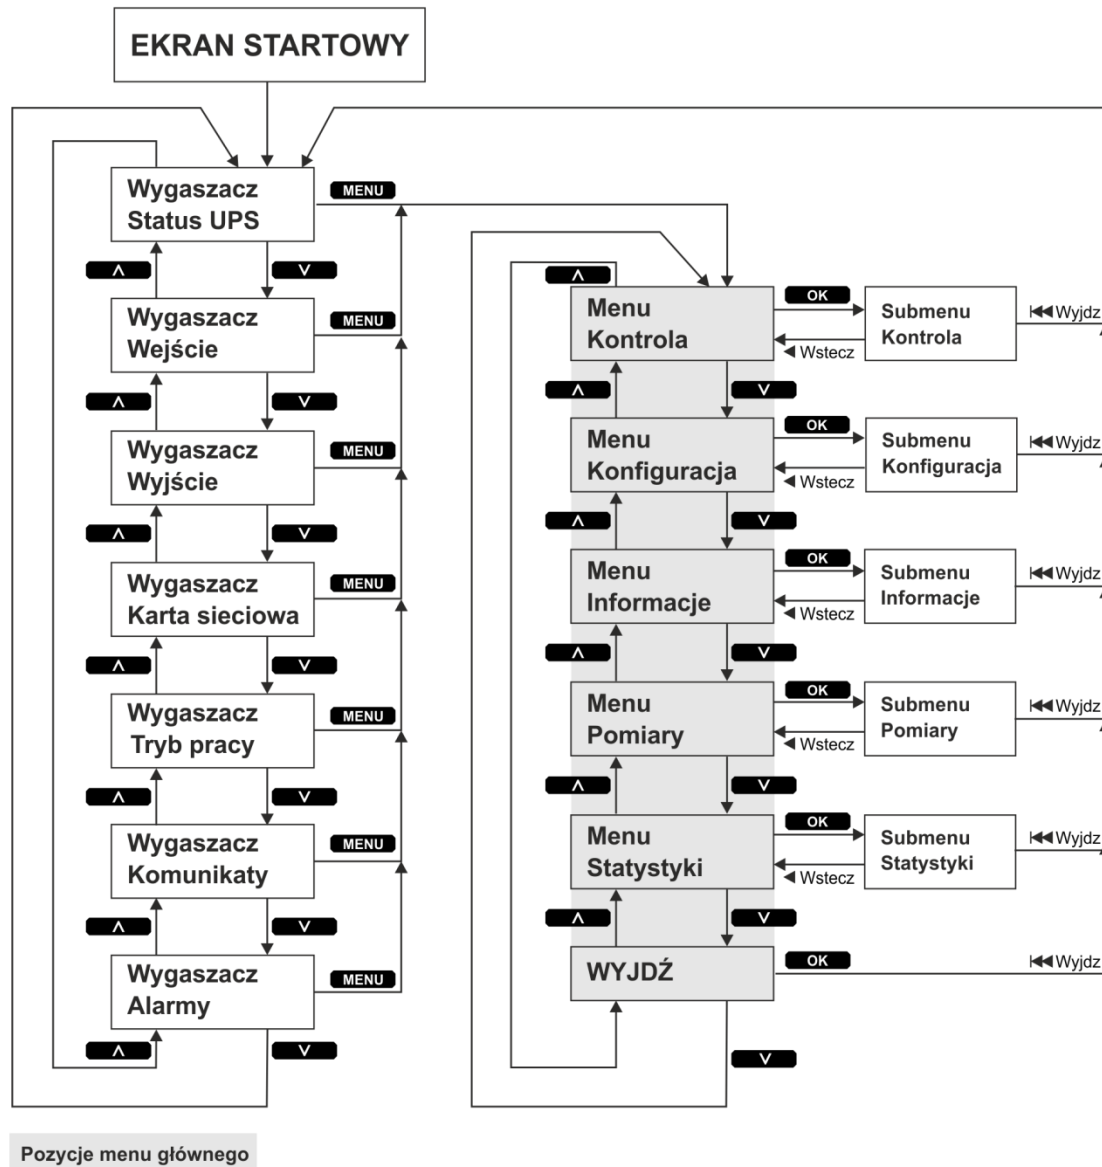 EKRAN STARTOWY
Wygaszacz
Status UPS
MENU
∧
∨
Wygaszacz
Wejście
MENU
∧
∨
Wygaszacz
Wyjście
MENU
∧
∨
Wygaszacz
Karta sieciowa
MENU
∧
∨
Wygaszacz
Tryb pracy
MENU
∧
∨
Wygaszacz
Komunikaty
MENU
∧
∨
Wygaszacz
Alarmy
MENU
∧
∨
∧
Menu
Kontrola
OK
Wstecz
Submenu
Kontrola
Wyjdz
∧
∨
Menu
Konfiguracja
OK
Wstecz
Submenu
Konfiguracja
Wyjdz
∧
∨
Menu
Informacje
OK
Wstecz
Submenu
Informacje
Wyjdz
∧
∨
Menu
Pomiary
OK
Wstecz
Submenu
Pomiary
Wyjdz
∧
∨
Menu
Statystyki
OK
Wstecz
Submenu
Statystyki
Wyjdz
∧
∨
WYJDŹ
OK
Wyjdz
∨
Pozycje menu głównego